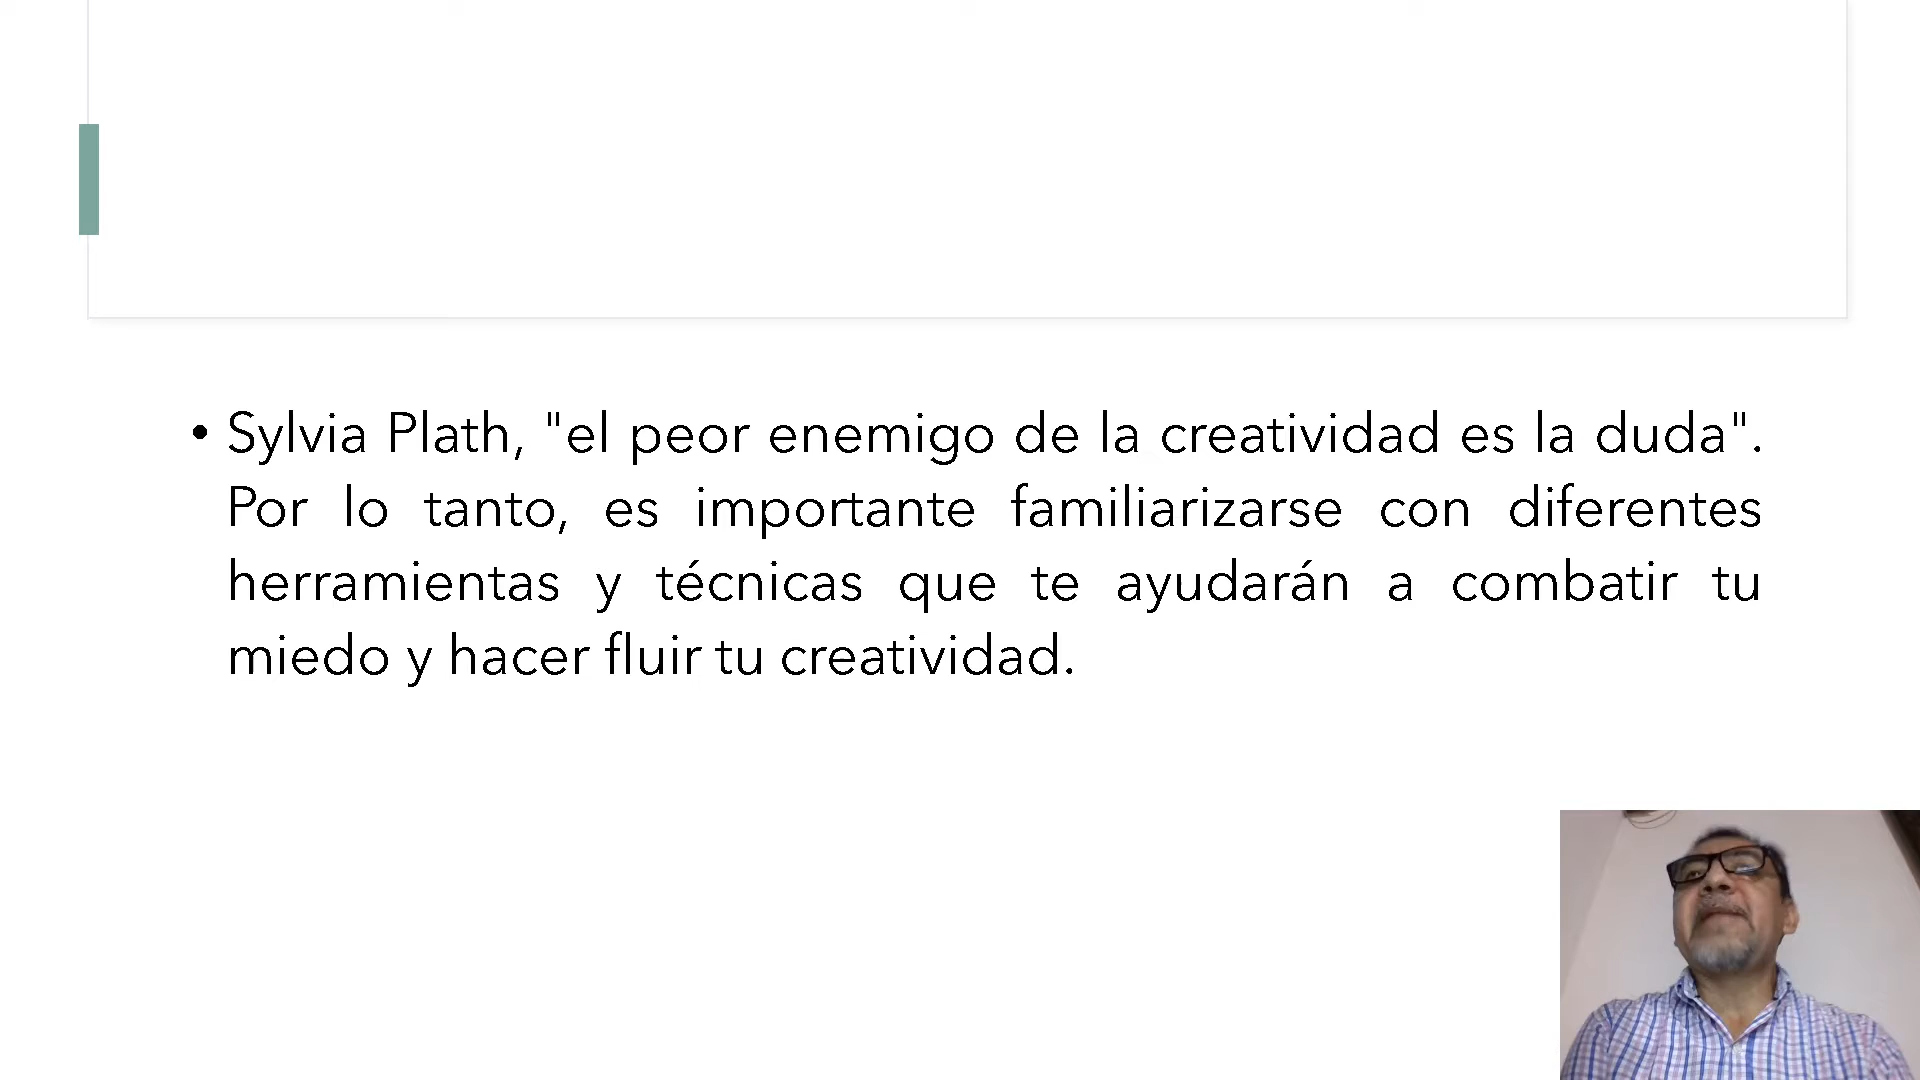 • Sylvia Plath, "el peor enemigo de la creatividad es la duda".
Por lo tanto, es importante familiarizarse con diferentes
herramientas y técnicas que te ayudarán a combatir tu
miedo y hacer fluir tu creatividad.